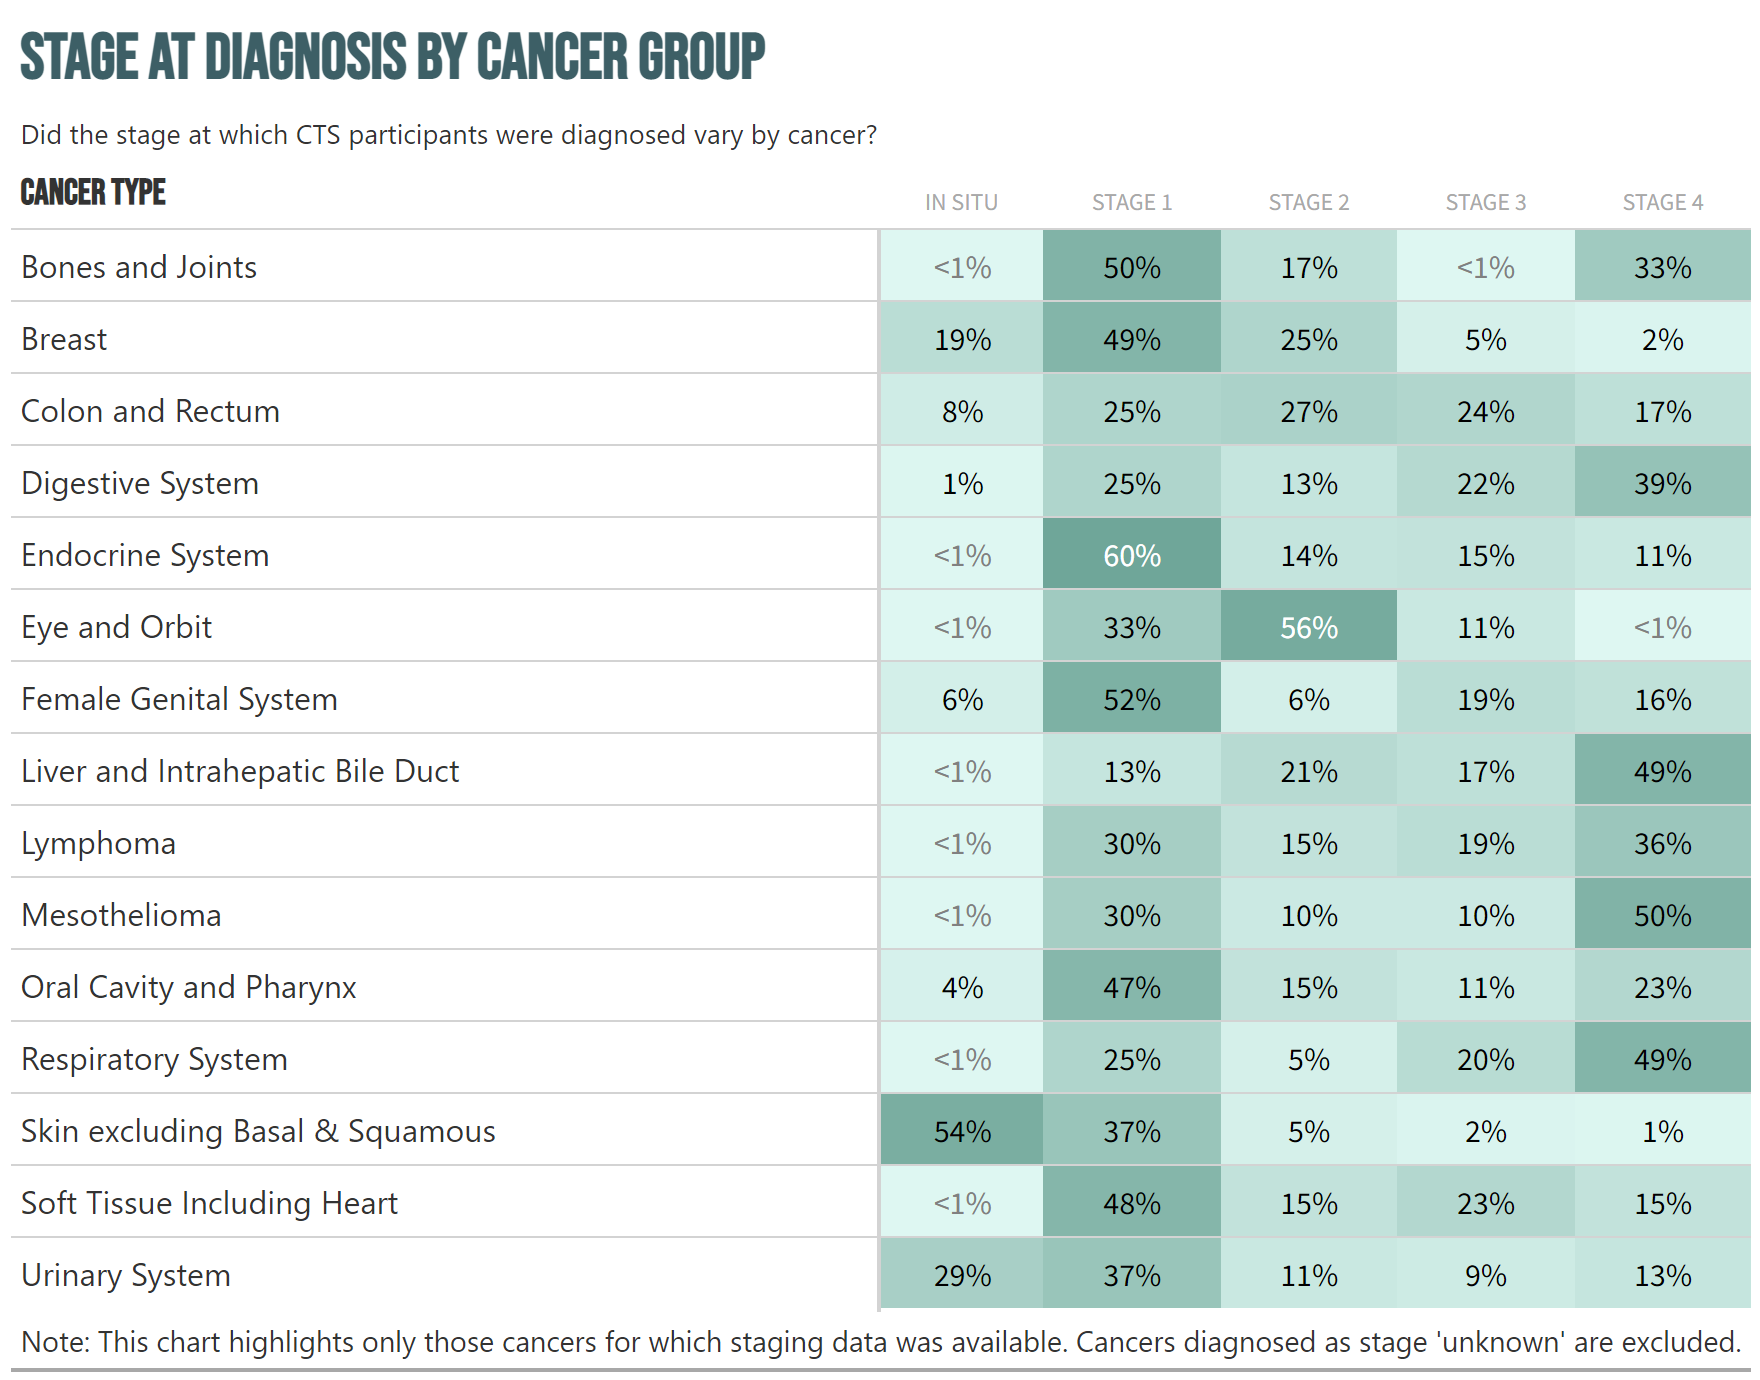 STAGE AT DIAGNOSIS BY CANCER GROUP
Did the stage at which CTS participants were diagnosed vary by cancer?
CANCER TYPE IN SITU STAGE 1 STAGE 2 STAGE 3 STAGE 4
Bones and Joints <1% 50% 17% <1% 33%
Breast 19% 49% 25% 5% 2%
Colon and Rectum 8% 25% 27% 24% 17%
Digestive System 1% 25% 13% 22% 39%
Endocrine System <1% 60% 14% 15% 11%
Eye and Orbit <1% 33% 56% 11% <1%
Female Genital System 6% 52% 6% 19% 16%
Liver and Intrahepatic Bile Duct <1% 13% 21% 17% 49%
Lymphoma <1% 30% 15% 19% 36%
Mesothelioma <1% 30% 10% 10% 50%
Oral Cavity and Pharynx 4% 47% 15% 11% 23%
Respiratory System <1% 25% 5% 20% 49%
Skin excluding Basal & Squamous 54% 37% 5% 2% 1%
Soft Tissue Including Heart <1% 48% 15% 23% 15%
Urinary System 29% 37% 11% 9% 13%
Note: This chart highlights only those cancers for which staging data was available. Cancers diagnosed as stage 'unknown' are excluded.